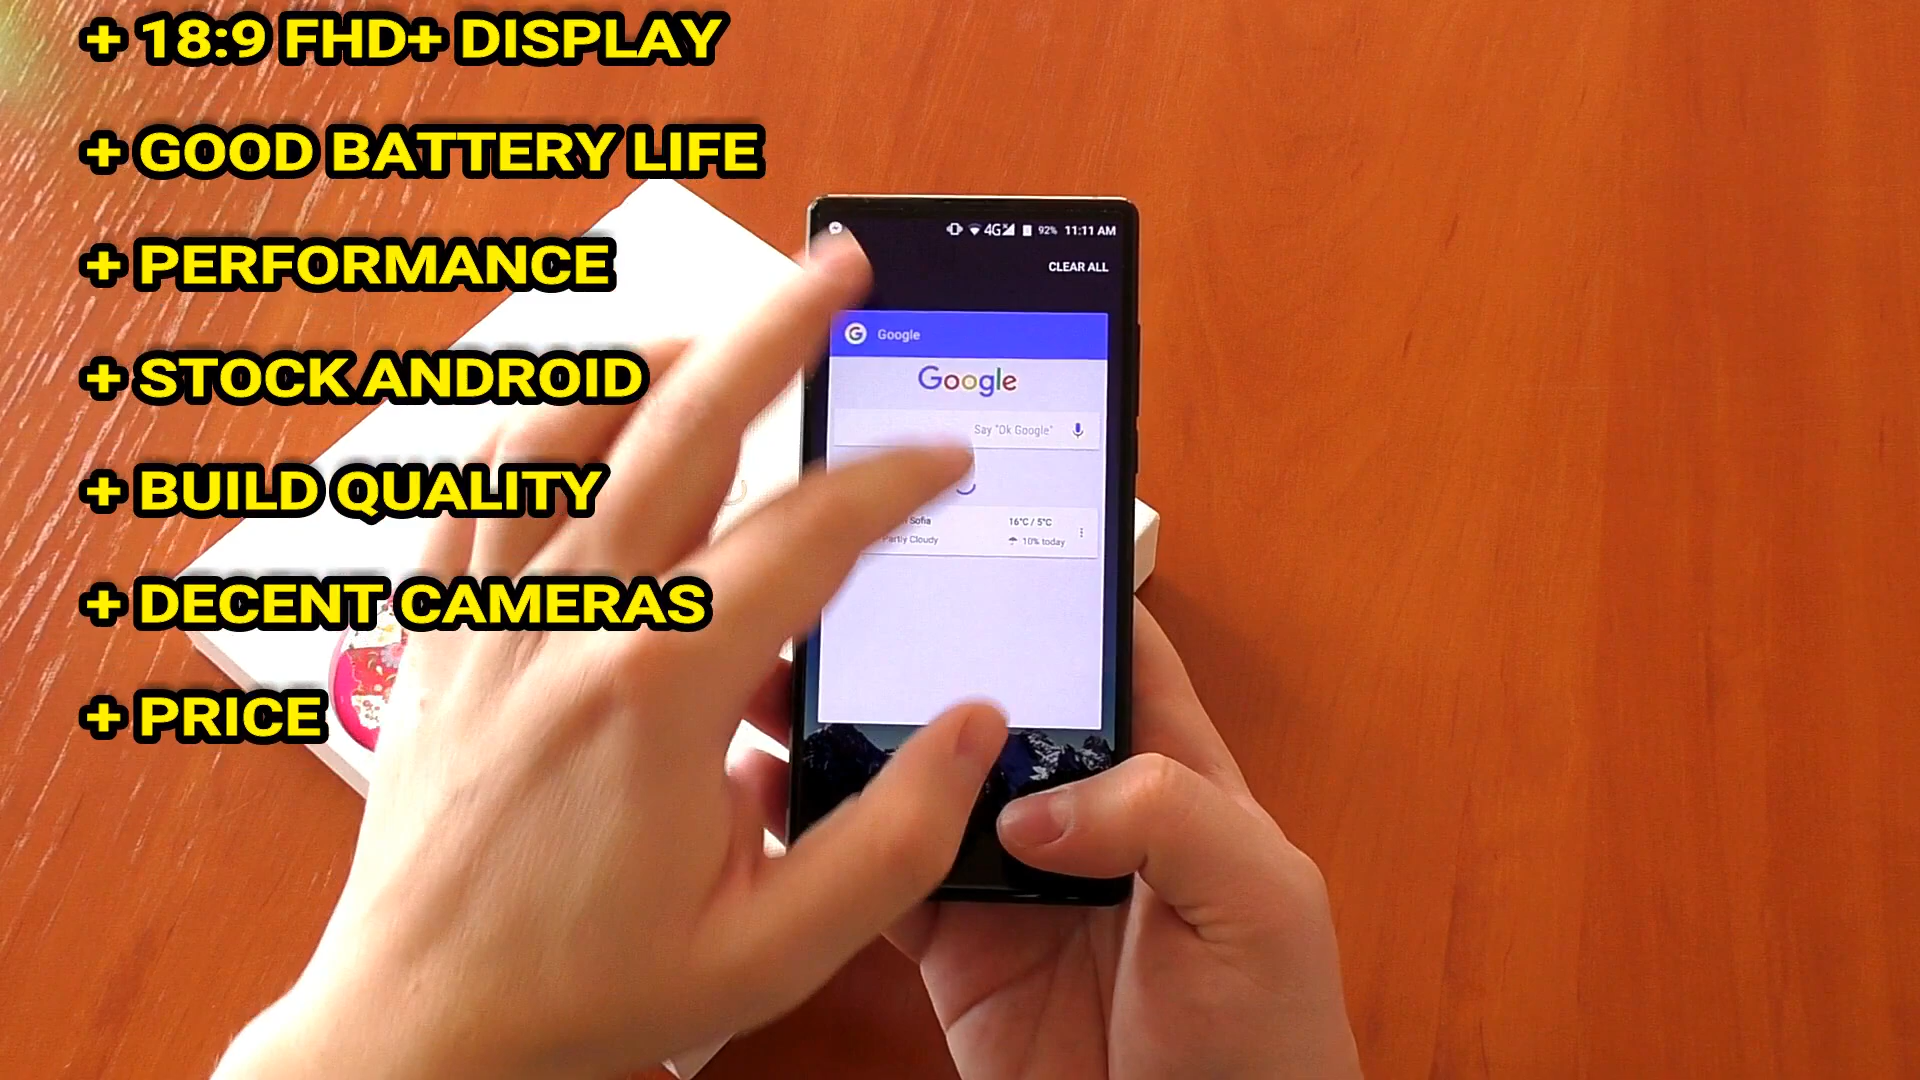 + 18:9 FHD+ DISPLAY
+ GOOD BATTERY LIFE
+ PERFORMANCE
+ STOCK ANDROID
+ BUILD QUALITY
+ DECENT CAMERAS
+ PRICE
4G 92% 11:11 AM
CLEAR ALL
Google
Google
Say "Ok Google"
Sofia 16°C / 5°C
Partly Cloudy 10% today